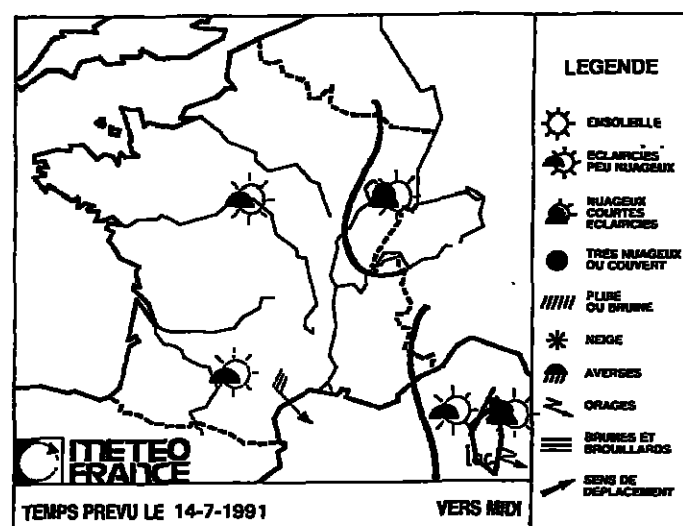 LEGENDE
ENSOLEILLE
ECLAIRCIES
PEU NUAGEUX
NUAGEUX
COURTES
ECLAIRCIES
TRES NUAGEUX
OU COUVERT
PLUIE
OU BRUINE
NEIGE
AVERSES
ORAGES
BRUMES ET
BROUILLARDS
SENS DE
DEPLACEMENT
METEO
FRANCE
TEMPS PREVU LE 14-7-1991 VERS MIDI